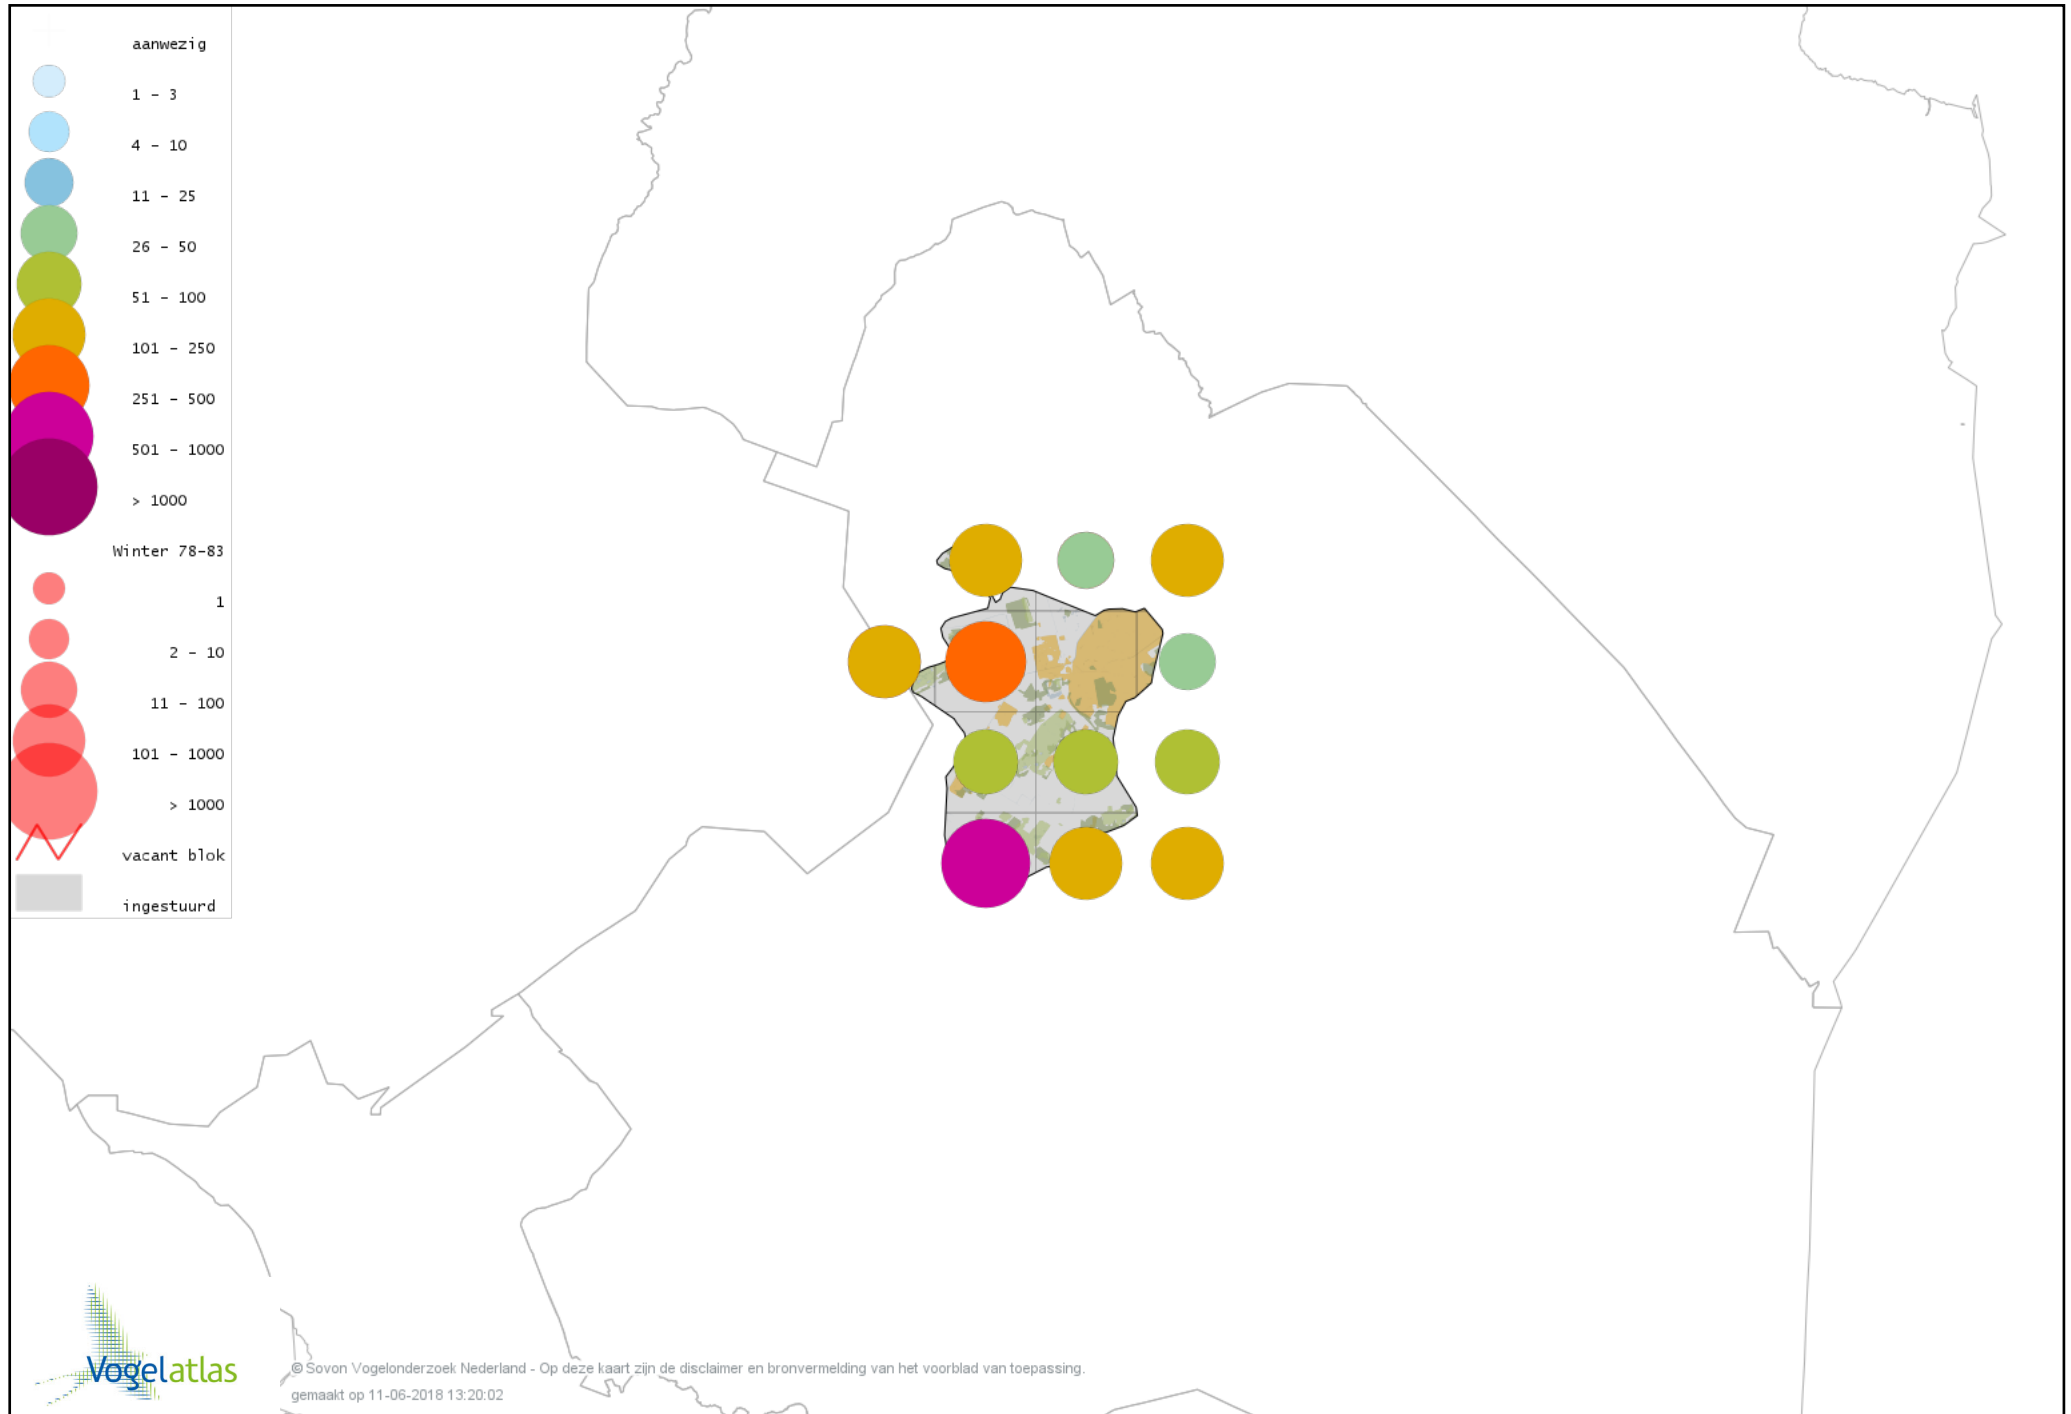 aanwezig
1 – 3
4 – 10
11 – 25
26 – 50
51 – 100
101 – 250
251 – 500
501 – 1000
> 1000
Winter 78-83
1
2 – 10
11 – 100
101 – 1000
> 1000
vacant blok
ingestuurd
Vogelatlas
© Sovon Vogelonderzoek Nederland - Op deze kaart zijn de disclaimer en bronvermelding van het voorblad van toepassing.
gemaakt op 11-06-2018 13:20:02